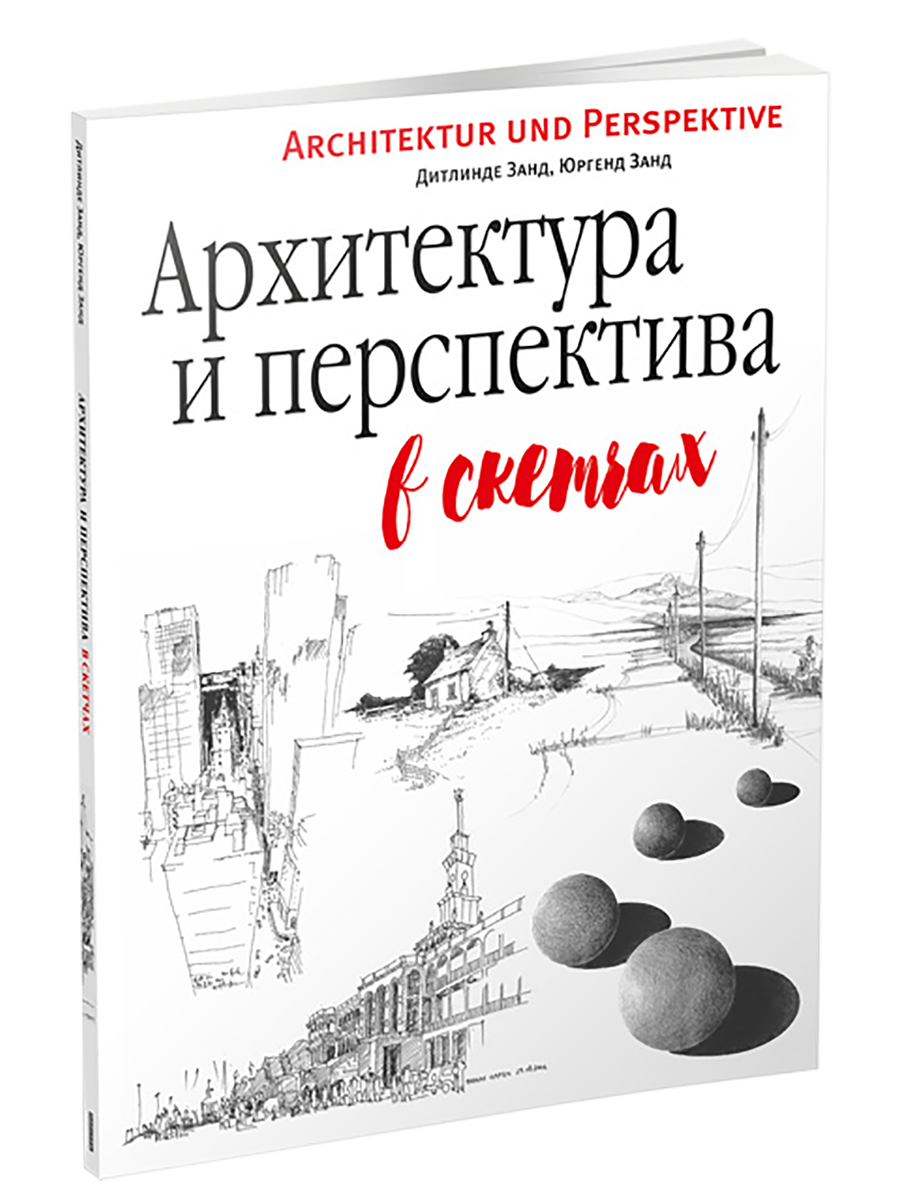 Architektur und Perspektive
Дитлинде Занд, Юргенд Занд
Архитектура
и перспектива
в скетчах
Дитлинде Занд, Юргенд Занд
Архитектура и перспектива в скетчах